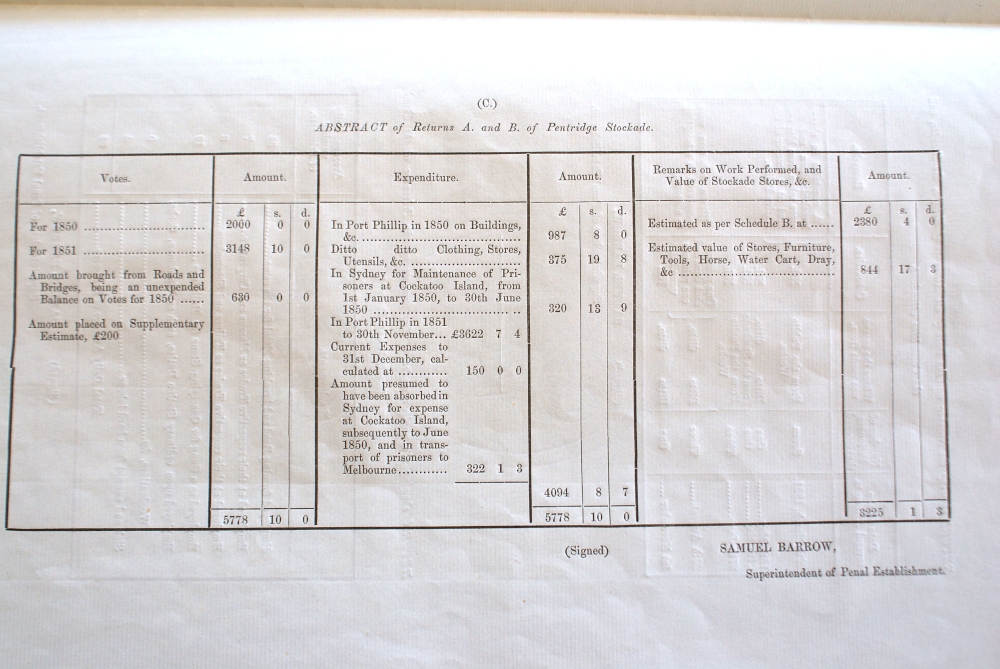 (C.)
ABSTRACT of Returns A. and B. of Pentridge Stockade.
Votes.
Amount.
£ s. d.
For 1850 .............................. 2000 0 0
For 1851 .............................. 3148 10 0
Amount brought from Roads and
Bridges, being an unexpended
Balance on Votes for 1850 ...... 630 0 0
Amount placed on Supplementary
Estimate, £200
5778 10 0
Expenditure.
Amount.
£ s. d.
In Port Phillip in 1850 on Buildings,
&c. ....................................... 987 8 0
Ditto ditto Clothing, Stores,
Utensils, &c. ........................... 375 19 8
In Sydney for Maintenance of Pri-
soners at Cockatoo Island, from
1st January 1850, to 30th June
1850 ..................................... 320 13 9
In Port Phillip in 1851
to 30th November... £3622 7 4
Current Expenses to
31st December, cal-
culated at ............ 150 0 0
Amount presumed to
have been absorbed in
Sydney for expense
at Cockatoo Island,
subsequently to June
1850, and in trans-
port of prisoners to
Melbourne............ 322 1 3
4094 8 7
5778 10 0
Remarks on Work Performed, and
Value of Stockade Stores, &c.
Amount.
£ s. d.
Estimated as per Schedule B. at ...... 2380 4 0
Estimated value of Stores, Furniture,
Tools, Horse, Water Cart, Dray,
&c ....................................... 844 17 3
3225 1 3
(Signed) SAMUEL BARROW,
Superintendent of Penal Establishment.